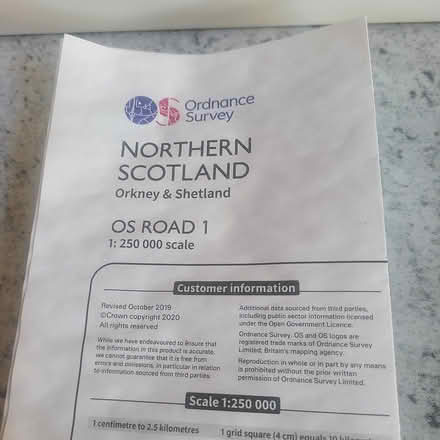 Ordnance
Survey
NORTHERN
SCOTLAND
Orkney & Shetland
OS ROAD 1
1: 250 000 scale
Customer information
Revised October 2019
©Crown copyright 2020
All rights reserved
While we have endeavoured to ensure that
the information in this product is accurate,
we cannot guarantee that it is free from
errors and omissions, in particular in relation
to information sourced from third parties.
Additional data sourced from third parties,
including public sector information licensed
under the Open Government Licence.
Ordnance Survey, OS and OS logos are
registered trade marks of Ordnance Survey
Limited, Britain's mapping agency.
Reproduction in whole or in part by any means
is prohibited without the prior written
permission of Ordnance Survey Limited.
Scale 1:250 000
1 centimetre to 2.5 kilometres
1 grid square (4 cm) equals 10